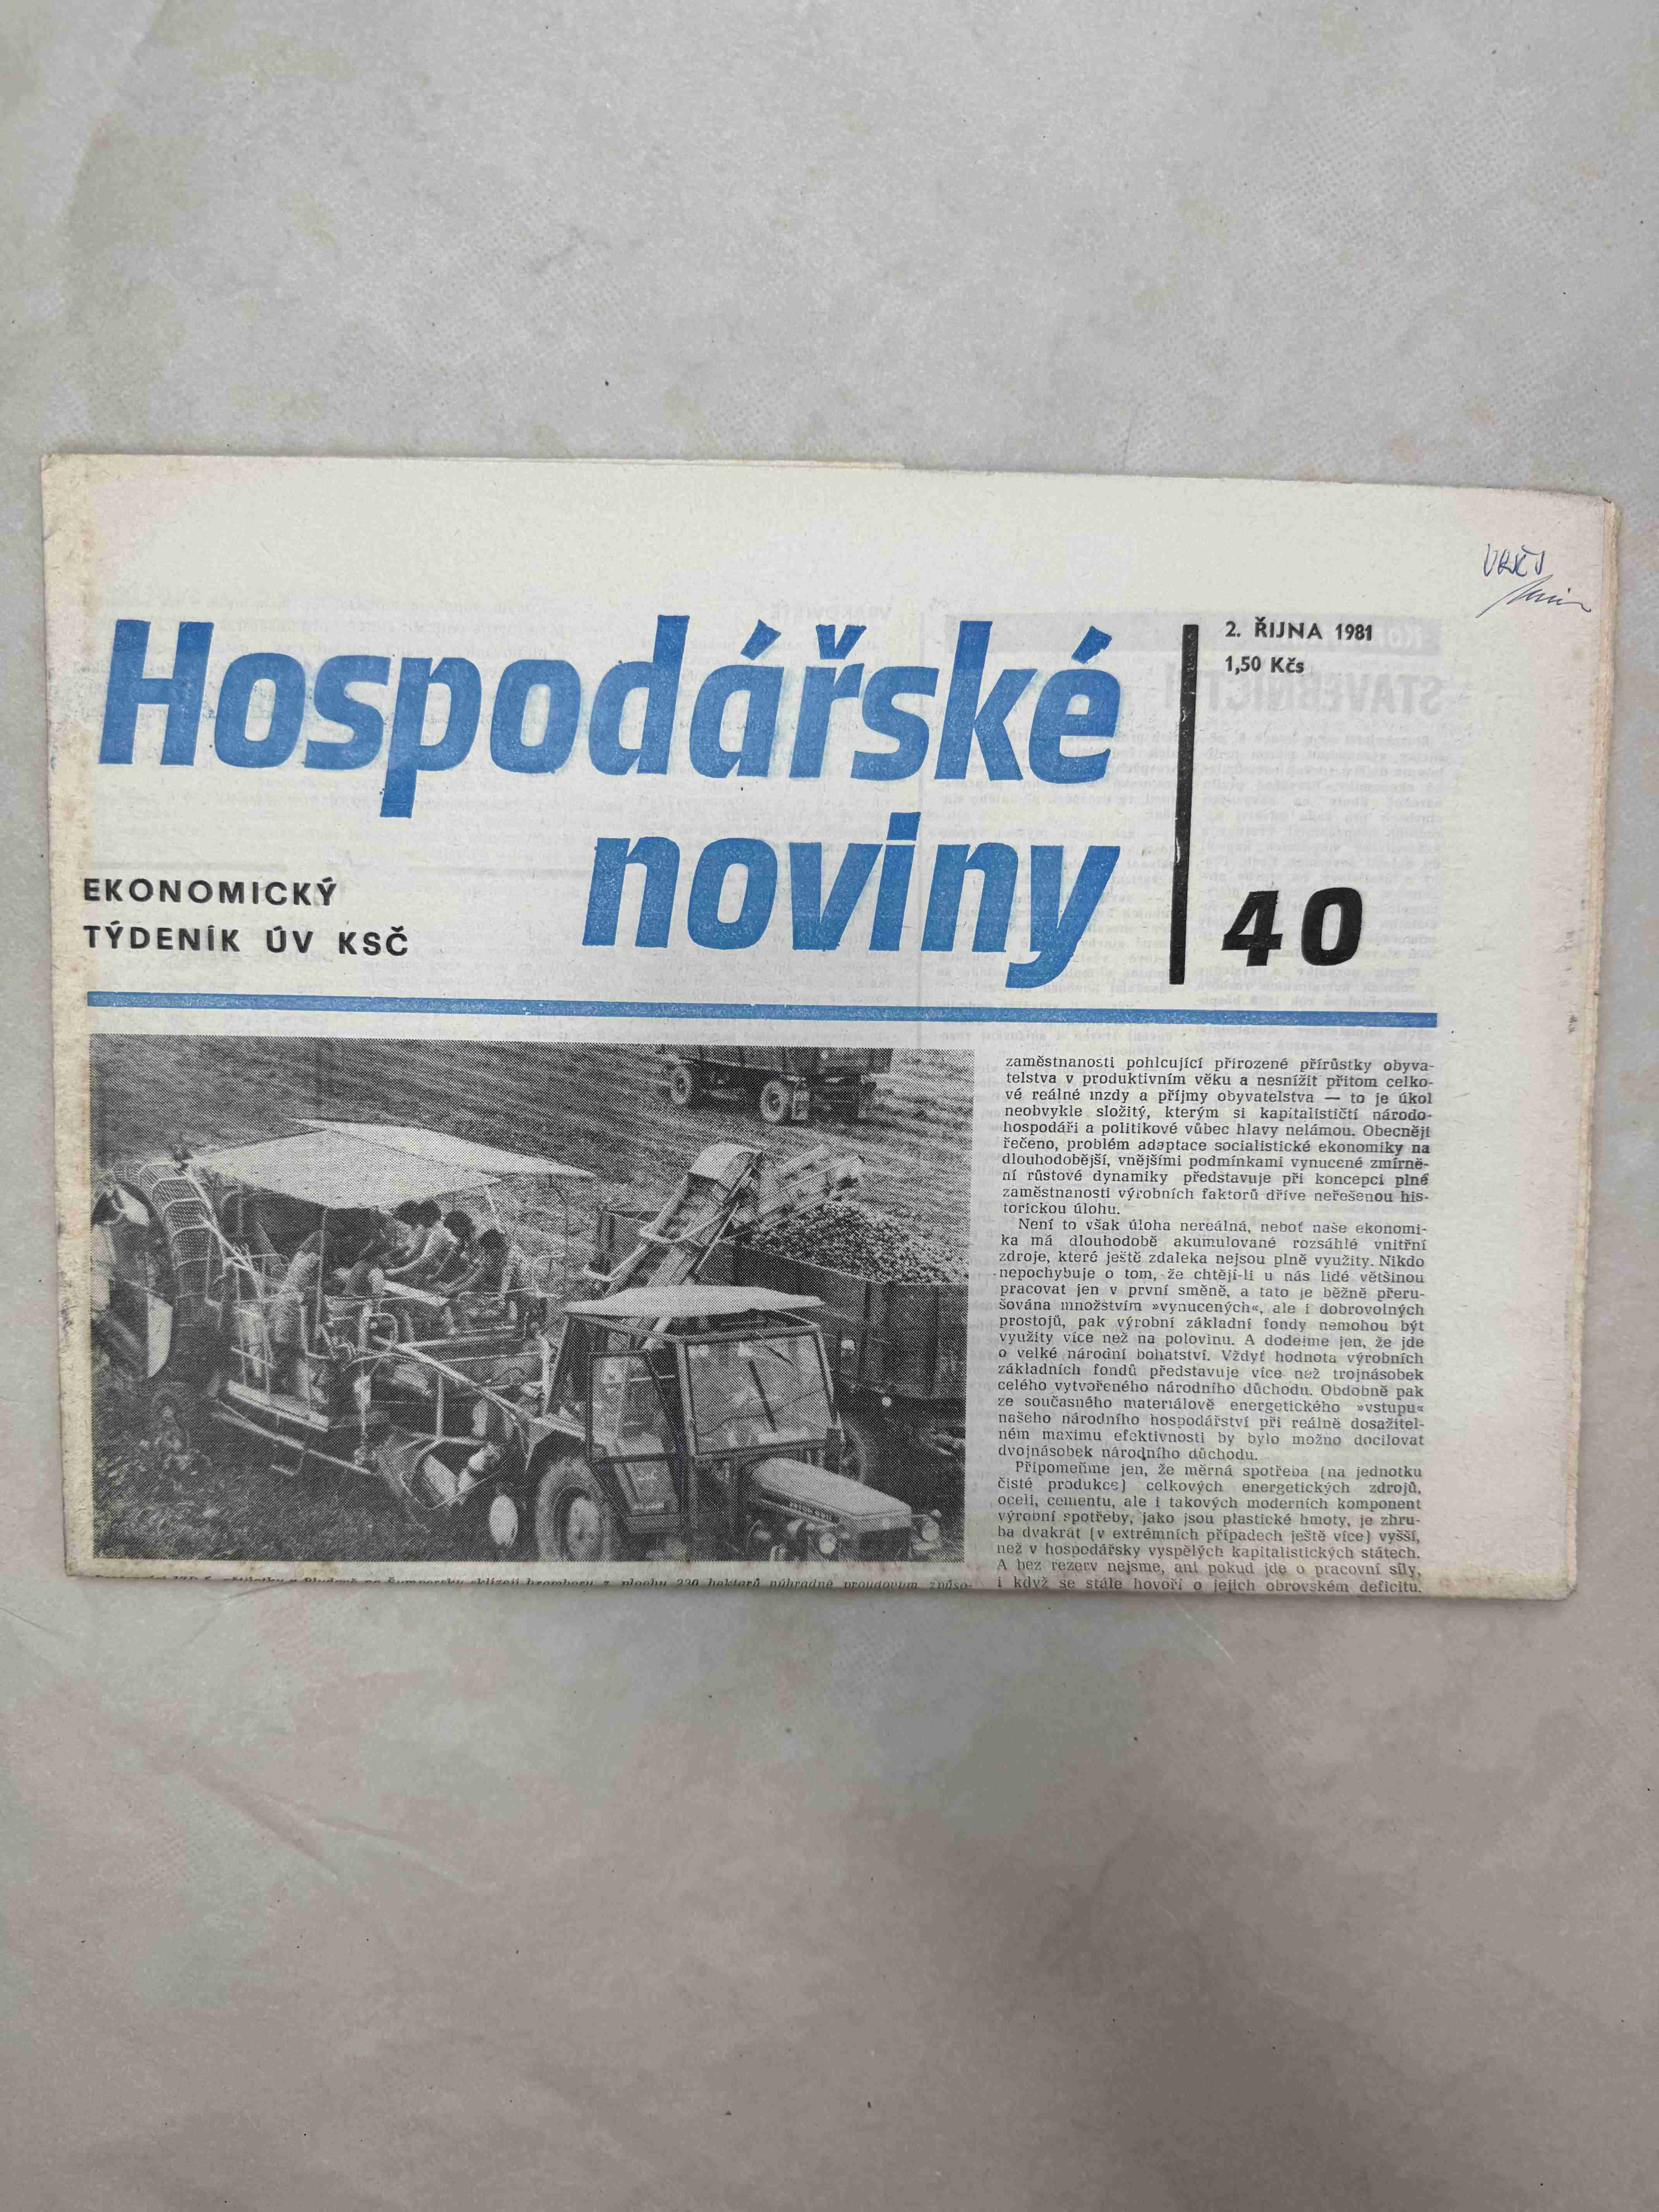 Hospodářské
noviny
EKONOMICKÝ
TÝDENÍK ÚV KSČ
2. ŘÍJNA 1981
1,50 Kčs
40
zaměstnanosti pohlcující přirozené přírůstky obyva-
telstva v produktivním věku a nesnížit přitom celko-
vé reálné mzdy a příjmy obyvatelstva — to je úkol
neobvykle složitý, kterým si kapitalističtí národo-
hospodáři a politikové vůbec hlavy nelámou. Obecněji
řečeno, problém adaptace socialistické ekonomiky na
dlouhodobější, vnějšími podmínkami vynucené zmírně-
ní růstové dynamiky představuje při koncepci plné
zaměstnanosti výrobních faktorů dříve neřešenou his-
torickou úlohu.
Není to však úloha nereálná, neboť naše ekonomi-
ka má dlouhodobě akumulované rozsáhlé vnitřní
zdroje, které ještě zdaleka nejsou plně využity. Nikdo
nepochybuje o tom, že chtějí-li u nás lidé většinou
pracovat jen v první směně, a tato je běžně přeru-
šována množstvím »vynucených«, ale i dobrovolných
prostojů, pak výrobní základní fondy nemohou být
využity více než na polovinu. A dodejme jen, že jde
o velké národní bohatství. Vždyť hodnota výrobních
základních fondů představuje více než trojnásobek
celého vytvořeného národního důchodu. Obdobně pak
ze současného materiálově energetického »vstupu«
našeho národního hospodářství při reálně dosažitel-
ném maximu efektivnosti by bylo možno docilovat
dvojnásobek národního důchodu.
Připomeňme jen, že měrná spotřeba (na jednotku
čisté produkce) celkových energetických zdrojů,
oceli, cementu, ale i takových moderních komponent
výrobní spotřeby, jako jsou plastické hmoty, je zhru-
ba dvakrát (v extrémních případech ještě více) vyšší,
než v hospodářsky vyspělých kapitalistických státech.
A bez rezerv nejsme, ani pokud jde o pracovní síly,
i když se stále hovoří o jejich obrovském deficitu.
na Šumpersku sklízejí brambory z plochy 230 hektarů náhradně proudovým způso-